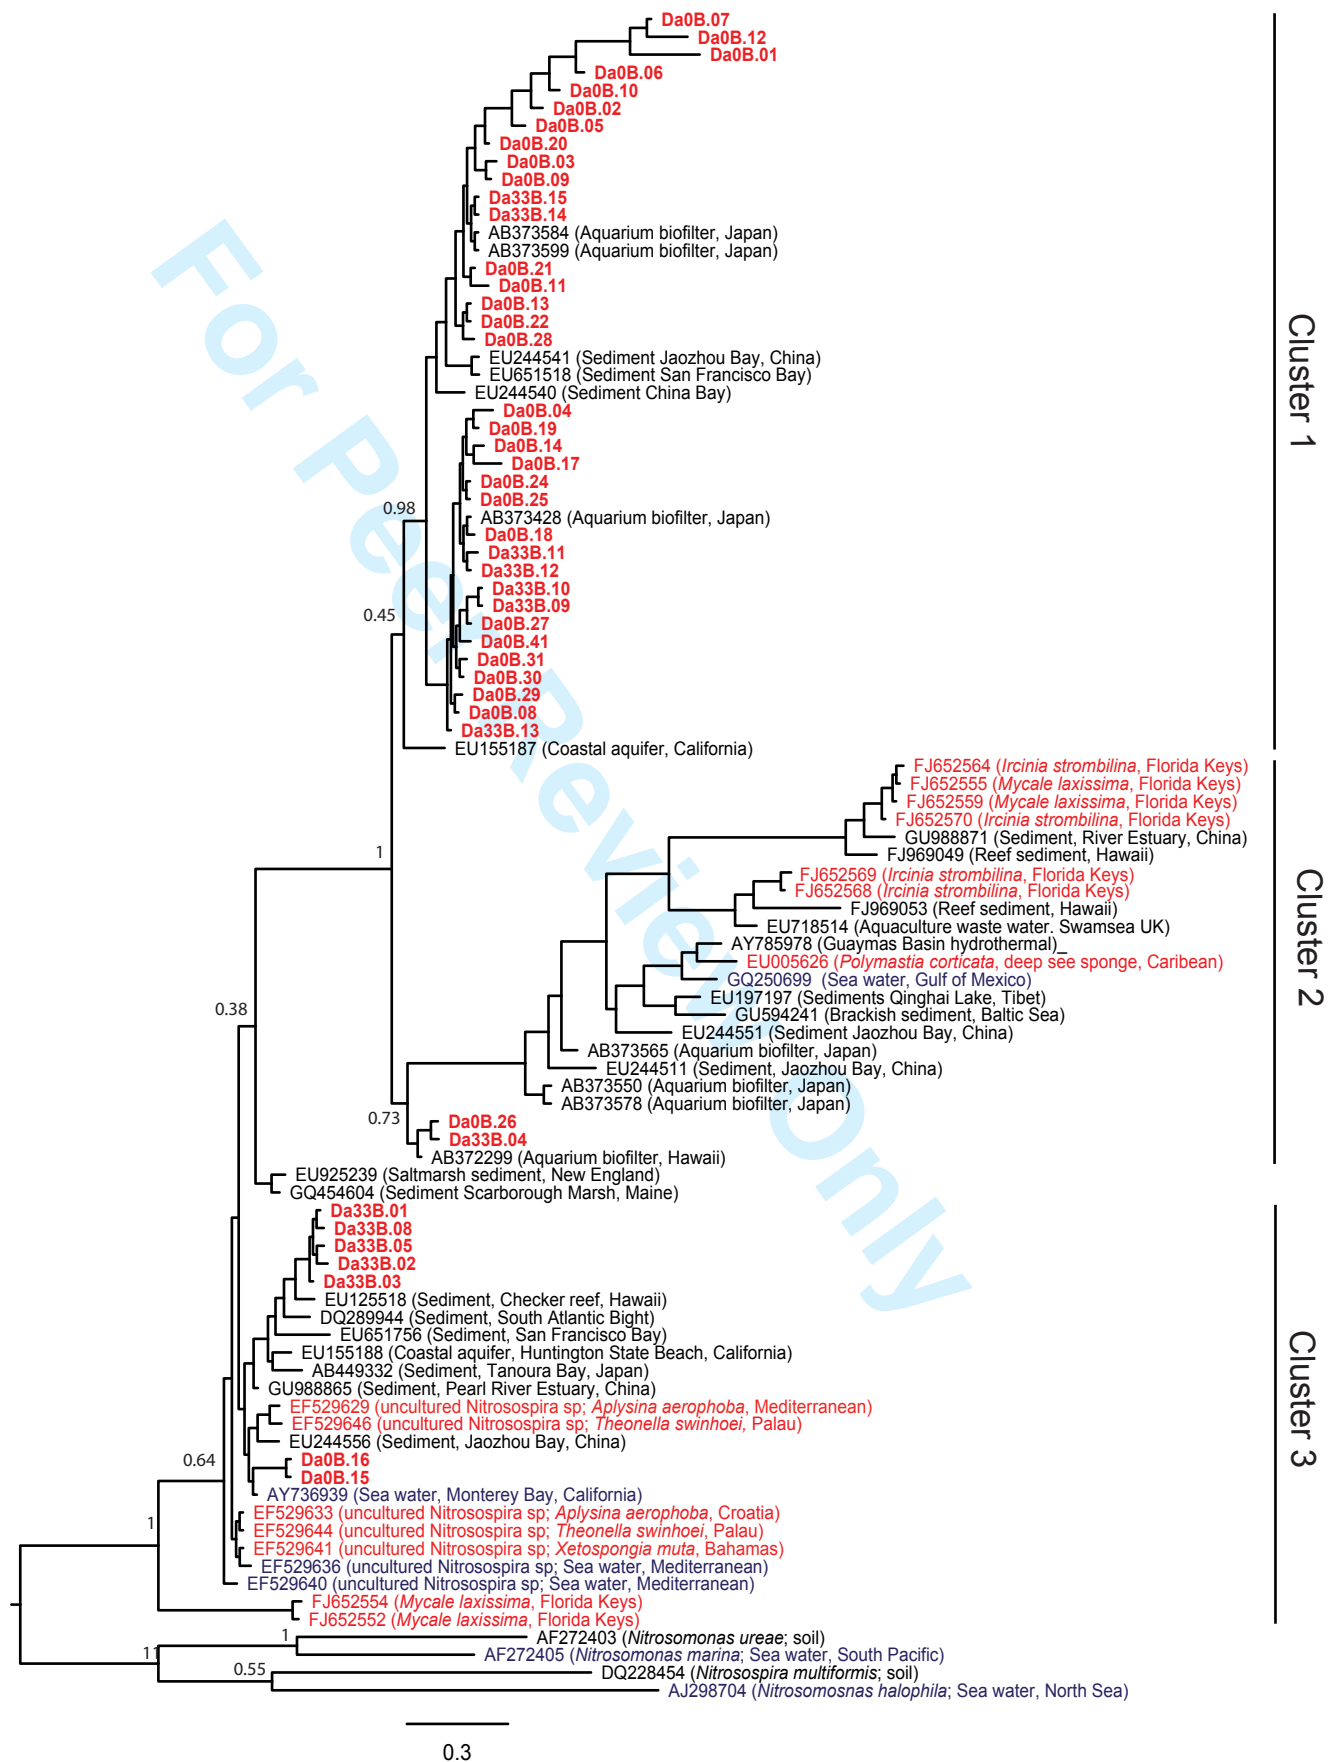 Da0B.07
Da0B.12
Da0B.01
Da0B.06
Da0B.10
Da0B.02
Da0B.05
Da0B.20
Da0B.03
Da0B.09
Da33B.15
Da33B.14
AB373584 (Aquarium biofilter, Japan)
AB373599 (Aquarium biofilter, Japan)
Da0B.21
Da0B.11
Da0B.13
Da0B.22
Da0B.28
EU244541 (Sediment Jaozhou Bay, China)
EU651518 (Sediment San Francisco Bay)
EU244540 (Sediment China Bay)
Da0B.04
Da0B.19
Da0B.14
Da0B.17
Da0B.24
Da0B.25
0.98
AB373428 (Aquarium biofilter, Japan)
Da0B.18
Da33B.11
Da33B.12
Da33B.10
Da33B.09
0.45
Da0B.27
Da0B.41
Da0B.31
Da0B.30
Da0B.29
Da0B.08
Da33B.13
EU155187 (Coastal aquifer, California)
Cluster 1
FJ652564 (Ircinia strombilina, Florida Keys)
FJ652555 (Mycale laxissima, Florida Keys)
FJ652559 (Mycale laxissima, Florida Keys)
FJ652570 (Ircinia strombilina, Florida Keys)
GU988871 (Sediment, River Estuary, China)
1
FJ969049 (Reef sediment, Hawaii)
FJ652569 (Ircinia strombilina, Florida Keys)
FJ652568 (Ircinia strombilina, Florida Keys)
FJ969053 (Reef sediment, Hawaii)
EU718514 (Aquaculture waste water. Swamsea UK)
AY785978 (Guaymas Basin hydrothermal)_
EU005626 (Polymastia corticata, deep see sponge, Caribean)
GQ250699 (Sea water, Gulf of Mexico)
EU197197 (Sediments Qinghai Lake, Tibet)
0.38
GU594241 (Brackish sediment, Baltic Sea)
EU244551 (Sediment Jaozhou Bay, China)
AB373565 (Aquarium biofilter, Japan)
EU244511 (Sediment, Jaozhou Bay, China)
AB373550 (Aquarium biofilter, Japan)
AB373578 (Aquarium biofilter, Japan)
0.73
Da0B.26
Da33B.04
AB372299 (Aquarium biofilter, Hawaii)
Cluster 2
EU925239 (Saltmarsh sediment, New England)
GQ454604 (Sediment Scarborough Marsh, Maine)
Da33B.01
Da33B.08
Da33B.05
Da33B.02
Da33B.03
EU125518 (Sediment, Checker reef, Hawaii)
DQ289944 (Sediment, South Atlantic Bight)
EU651756 (Sediment, San Francisco Bay)
EU155188 (Coastal aquifer, Huntington State Beach, California)
AB449332 (Sediment, Tanoura Bay, Japan)
GU988865 (Sediment, Pearl River Estuary, China)
EF529629 (uncultured Nitrosospira sp; Aplysina aerophoba, Mediterranean)
EF529646 (uncultured Nitrosospira sp; Theonella swinhoei, Palau)
EU244556 (Sediment, Jaozhou Bay, China)
0.64
Da0B.16
Da0B.15
AY736939 (Sea water, Monterey Bay, California)
EF529633 (uncultured Nitrosospira sp; Aplysina aerophoba, Croatia)
1
EF529644 (uncultured Nitrosospira sp; Theonella swinhoei, Palau)
EF529641 (uncultured Nitrosospira sp; Xetospongia muta, Bahamas)
EF529636 (uncultured Nitrosospira sp; Sea water, Mediterranean)
EF529640 (uncultured Nitrosospira sp; Sea water, Mediterranean)
FJ652554 (Mycale laxissima, Florida Keys)
FJ652552 (Mycale laxissima, Florida Keys)
Cluster 3
1
AF272403 (Nitrosomonas ureae; soil)
11
AF272405 (Nitrosomonas marina; Sea water, South Pacific)
0.55
DQ228454 (Nitrosospira multiformis; soil)
AJ298704 (Nitrosomosnas halophila; Sea water, North Sea)
0.3
For Peer Review Only